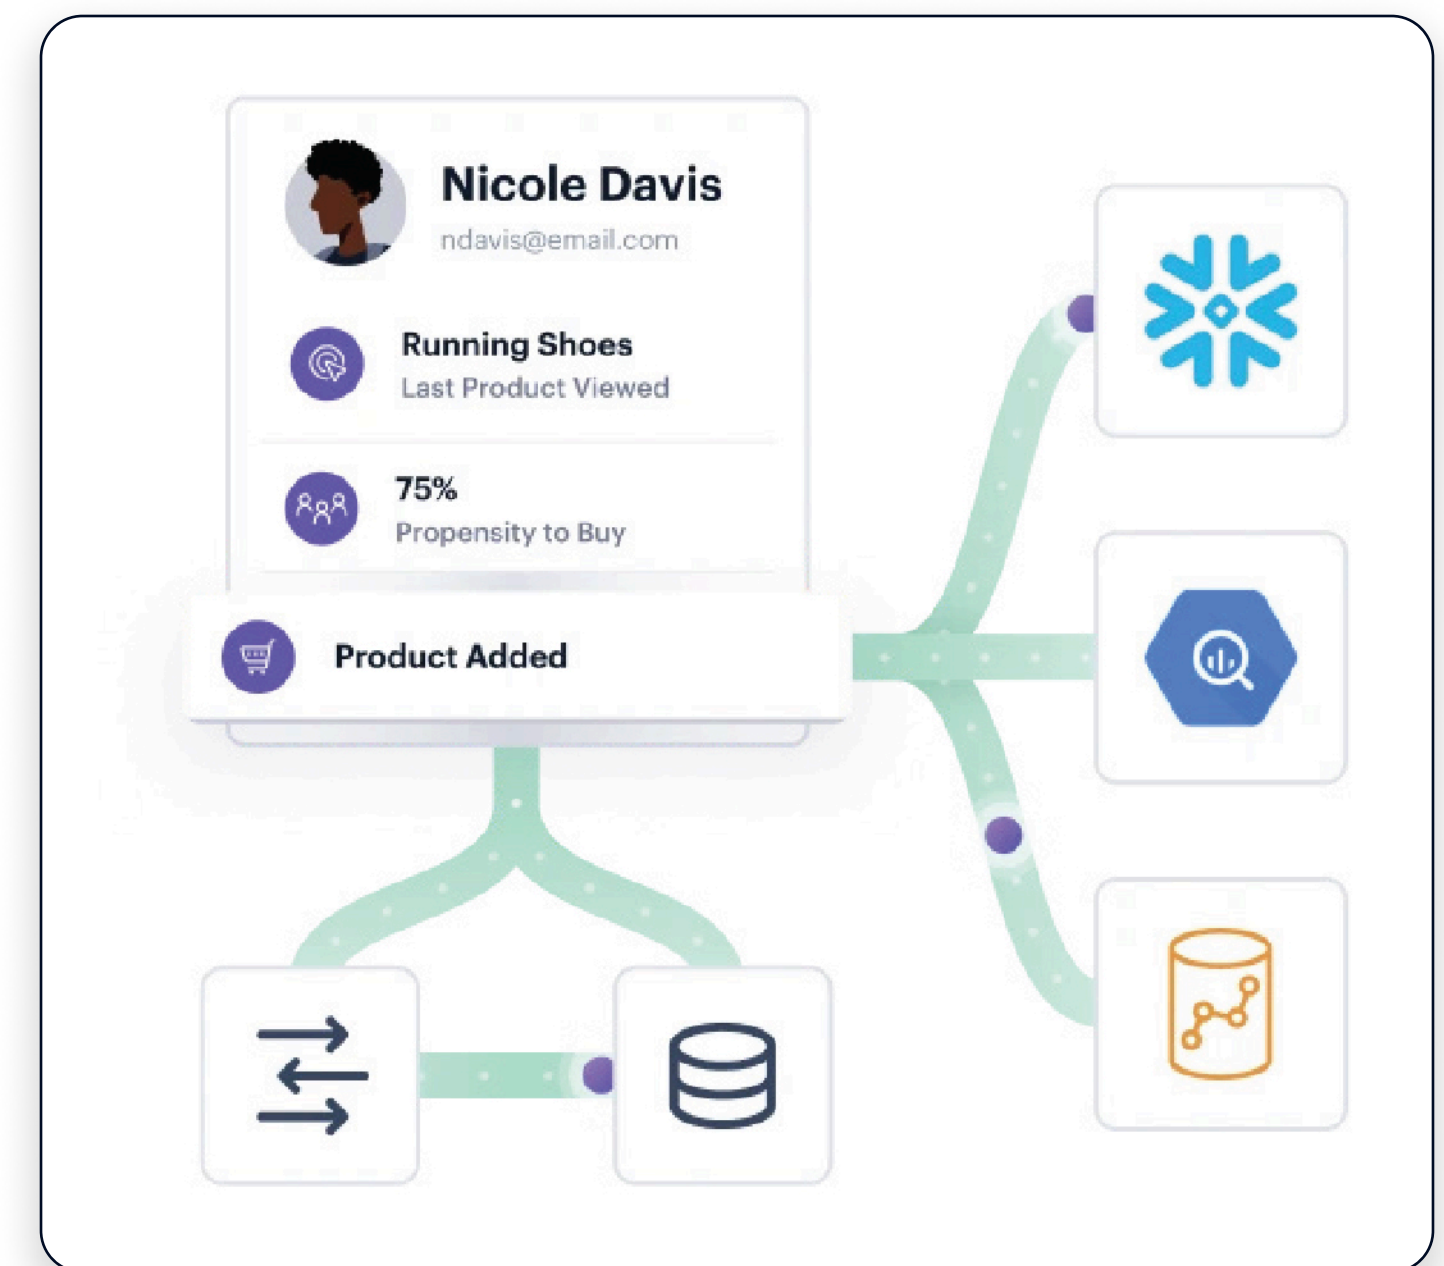 Nicole Davis
ndavis@email.com
Running Shoes
Last Product Viewed
75%
Propensity to Buy
Product Added